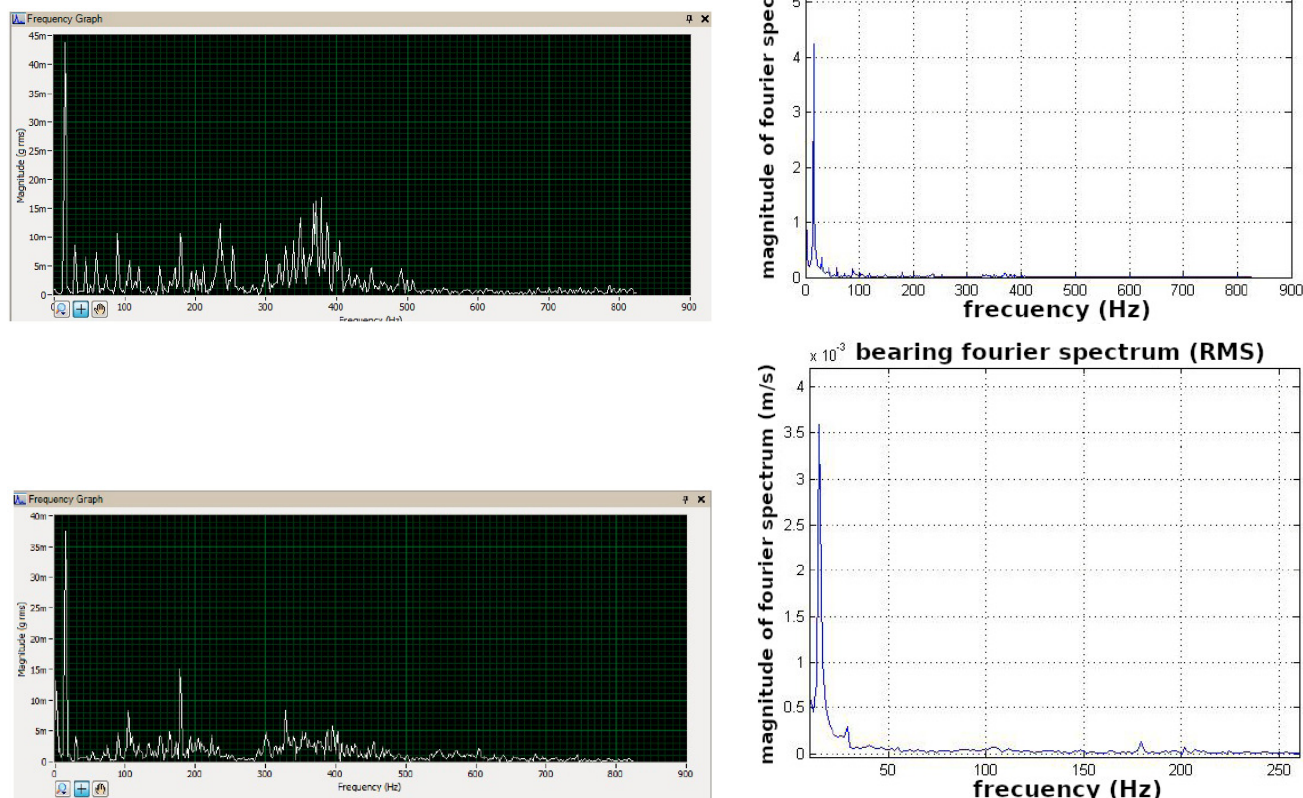 Frequency Graph
45m
40m
35m
30m
25m
20m
15m
10m
5m
0
Magnitude (g rms)
0 100 200 300 400 500 600 700 800 900
Frequency (Hz)
5
4
3
2
1
0
magnitude of fourier spec
0 100 200 300 400 500 600 700 800 900
frecuency (Hz)
x 10-3 bearing fourier spectrum (RMS)
4
3.5
3
2.5
2
1.5
1
0.5
0
magnitude of fourier spectrum (m/s)
50 100 150 200 250
frecuency (Hz)
Frequency Graph
40m
35m
30m
25m
20m
15m
10m
5m
0
Magnitude (g rms)
0 100 200 300 400 500 600 700 800 900
Frequency (Hz)